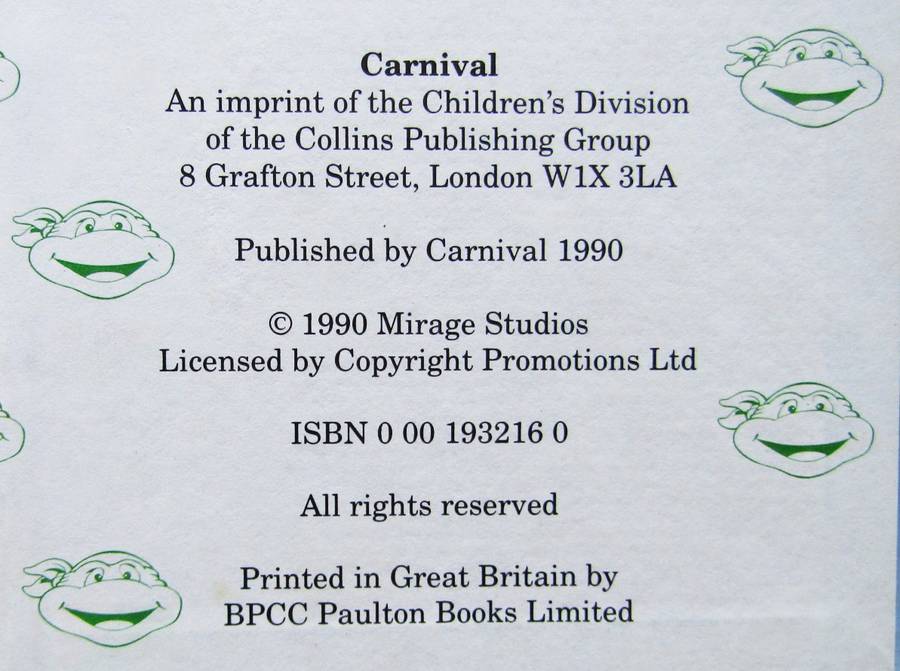 Carnival
An imprint of the Children's Division
of the Collins Publishing Group
8 Grafton Street, London W1X 3LA
Published by Carnival 1990
© 1990 Mirage Studios
Licensed by Copyright Promotions Ltd
ISBN 0 00 193216 0
All rights reserved
Printed in Great Britain by
BPCC Paulton Books Limited